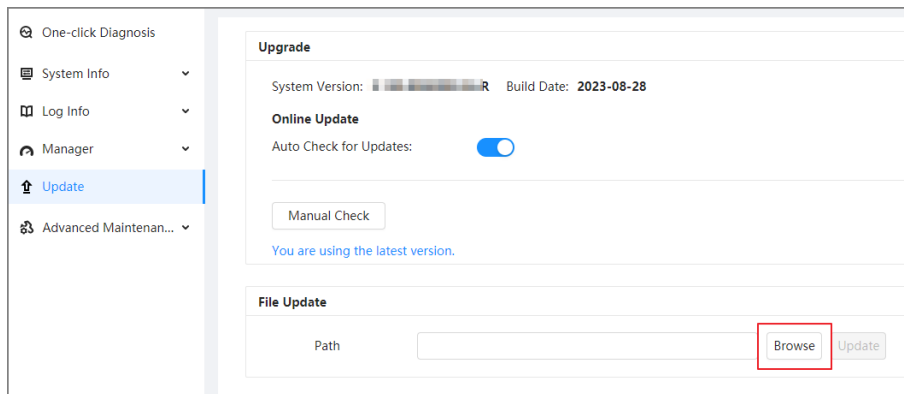 One-click Diagnosis
System Info
Log Info
Manager
Update
Advanced Maintenan...
Upgrade
System Version: R Build Date: 2023-08-28
Online Update
Auto Check for Updates:
Manual Check
You are using the latest version.
File Update
Path Browse Update